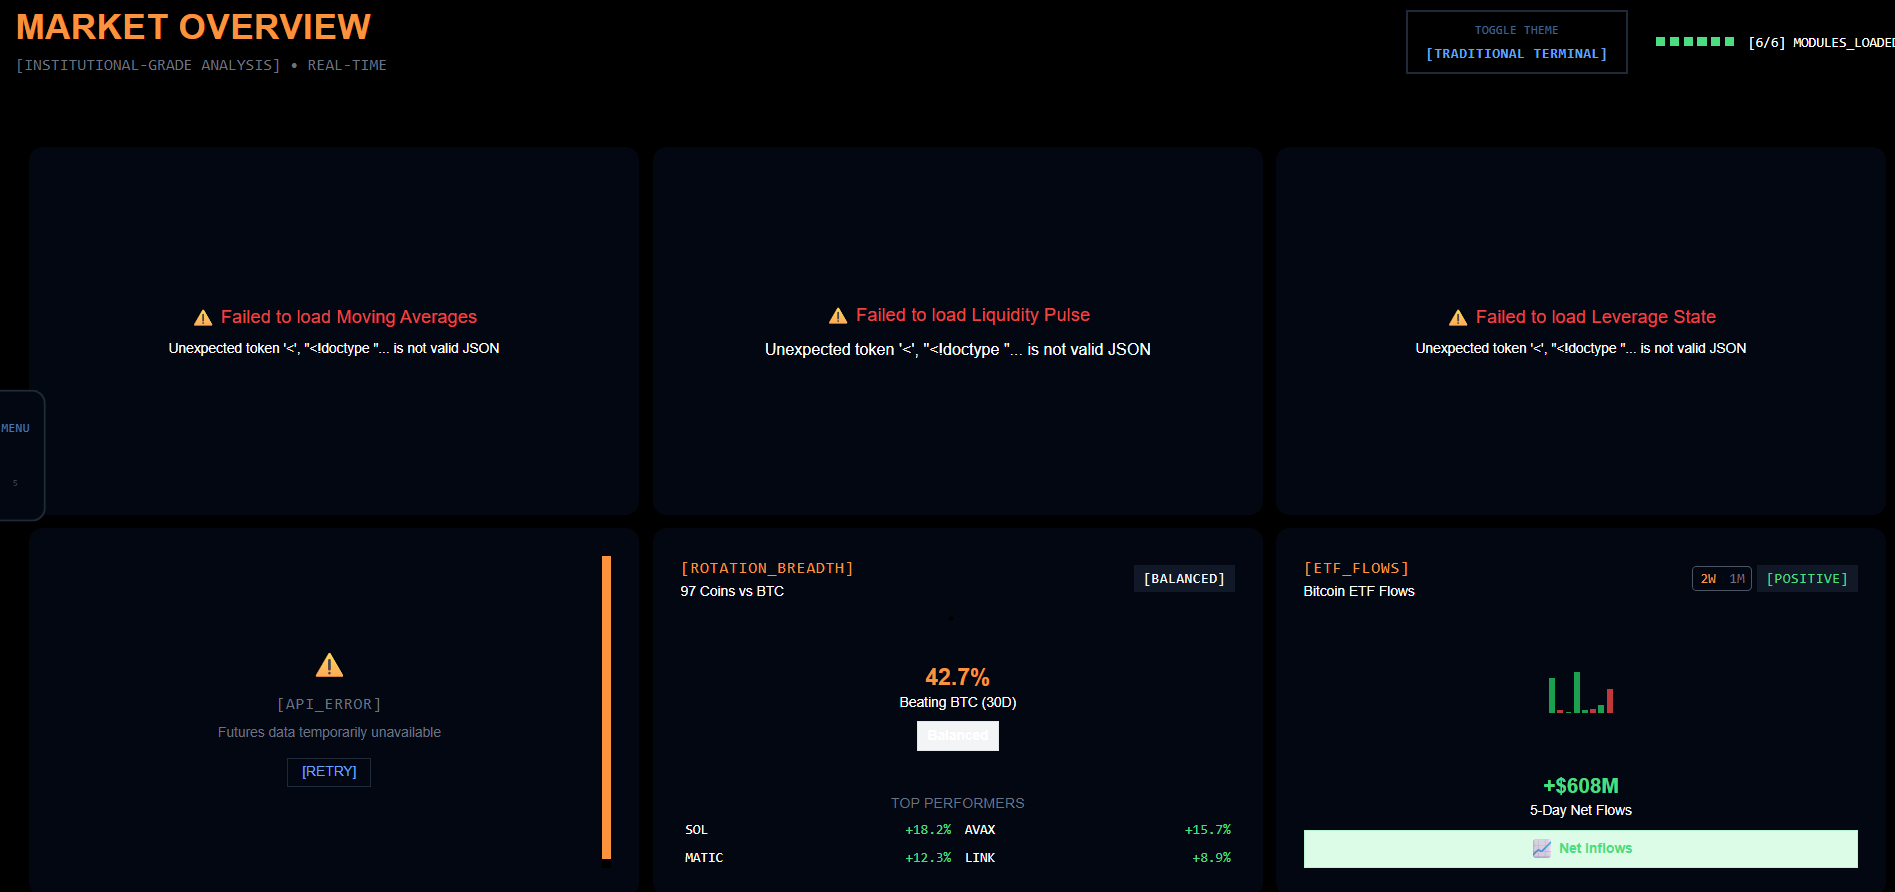 MARKET OVERVIEW
[INSTITUTIONAL-GRADE ANALYSIS] • REAL-TIME
TOGGLE THEME
[TRADITIONAL TERMINAL]
[6/6] MODULES_LOADED
Failed to load Moving Averages
Unexpected token '<', "<!doctype "... is not valid JSON
Failed to load Liquidity Pulse
Unexpected token '<', "<!doctype "... is not valid JSON
Failed to load Leverage State
Unexpected token '<', "<!doctype "... is not valid JSON
MENU
S
[API_ERROR]
Futures data temporarily unavailable
[RETRY]
[ROTATION_BREADTH]
97 Coins vs BTC
[BALANCED]
42.7%
Beating BTC (30D)
Balanced
TOP PERFORMERS
SOL +18.2% AVAX +15.7%
MATIC +12.3% LINK +8.9%
[ETF_FLOWS]
Bitcoin ETF Flows
2W 1M [POSITIVE]
+$608M
5-Day Net Flows
Net Inflows